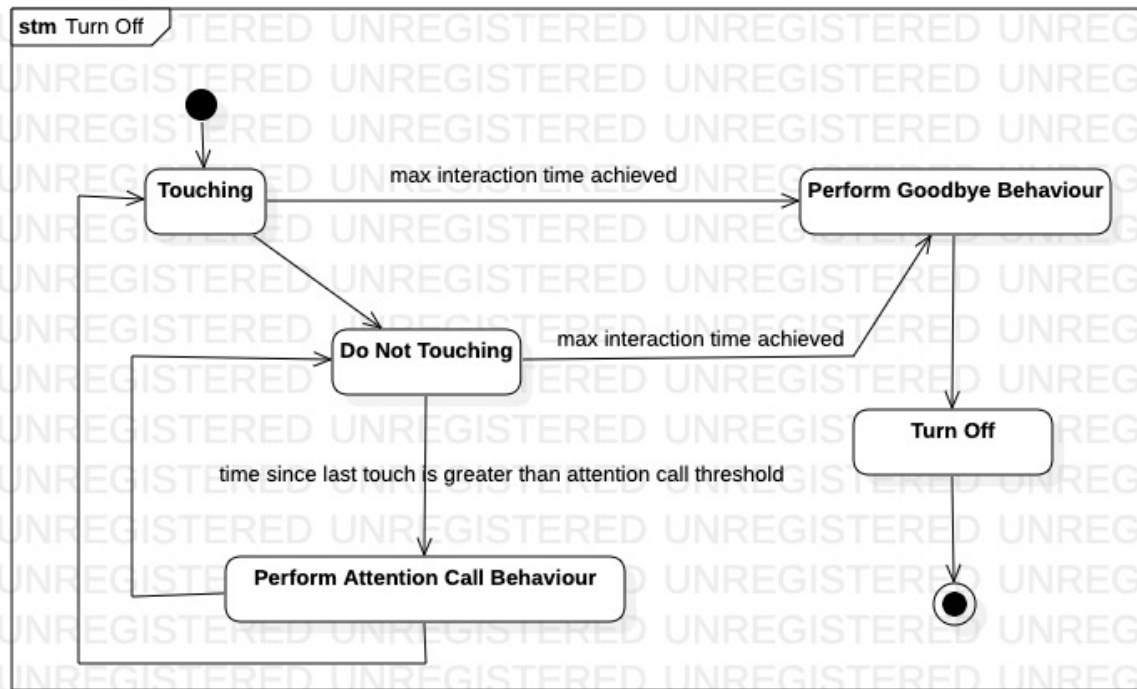 stm Turn Off
Touching
max interaction time achieved
Perform Goodbye Behaviour
Do Not Touching
max interaction time achieved
Turn Off
time since last touch is greater than attention call threshold
Perform Attention Call Behaviour
UNREGISTERED